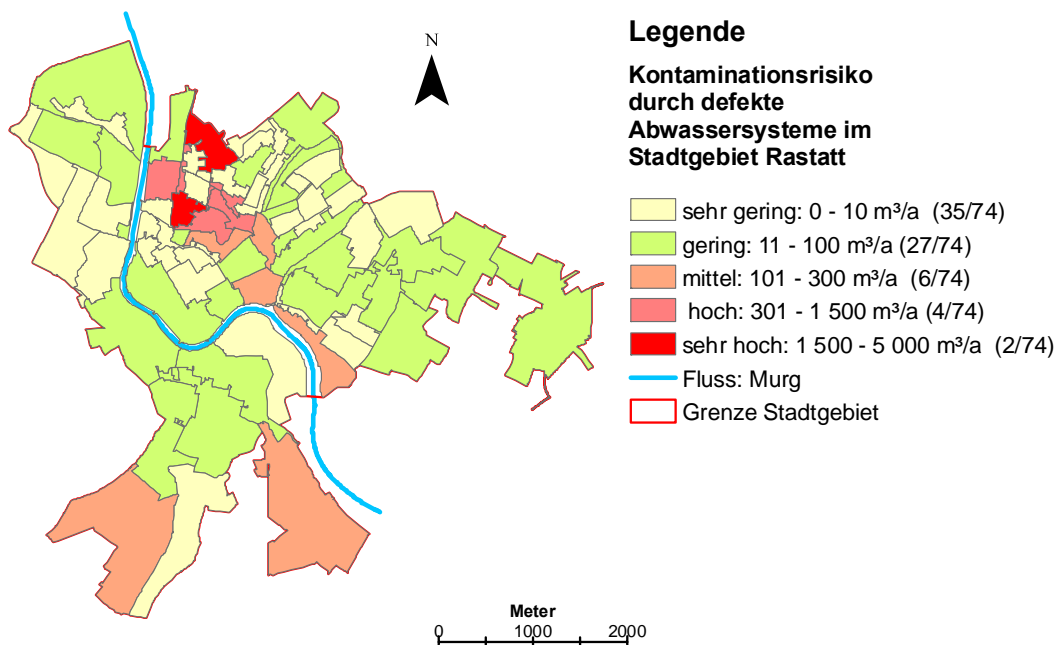 N
Legende
Kontaminationsrisiko
durch defekte
Abwassersysteme im
Stadtgebiet Rastatt
sehr gering: 0 - 10 m³/a (35/74)
gering: 11 - 100 m³/a (27/74)
mittel: 101 - 300 m³/a (6/74)
hoch: 301 - 1 500 m³/a (4/74)
sehr hoch: 1 500 - 5 000 m³/a (2/74)
Fluss: Murg
Grenze Stadtgebiet
Meter
0 1000 2000